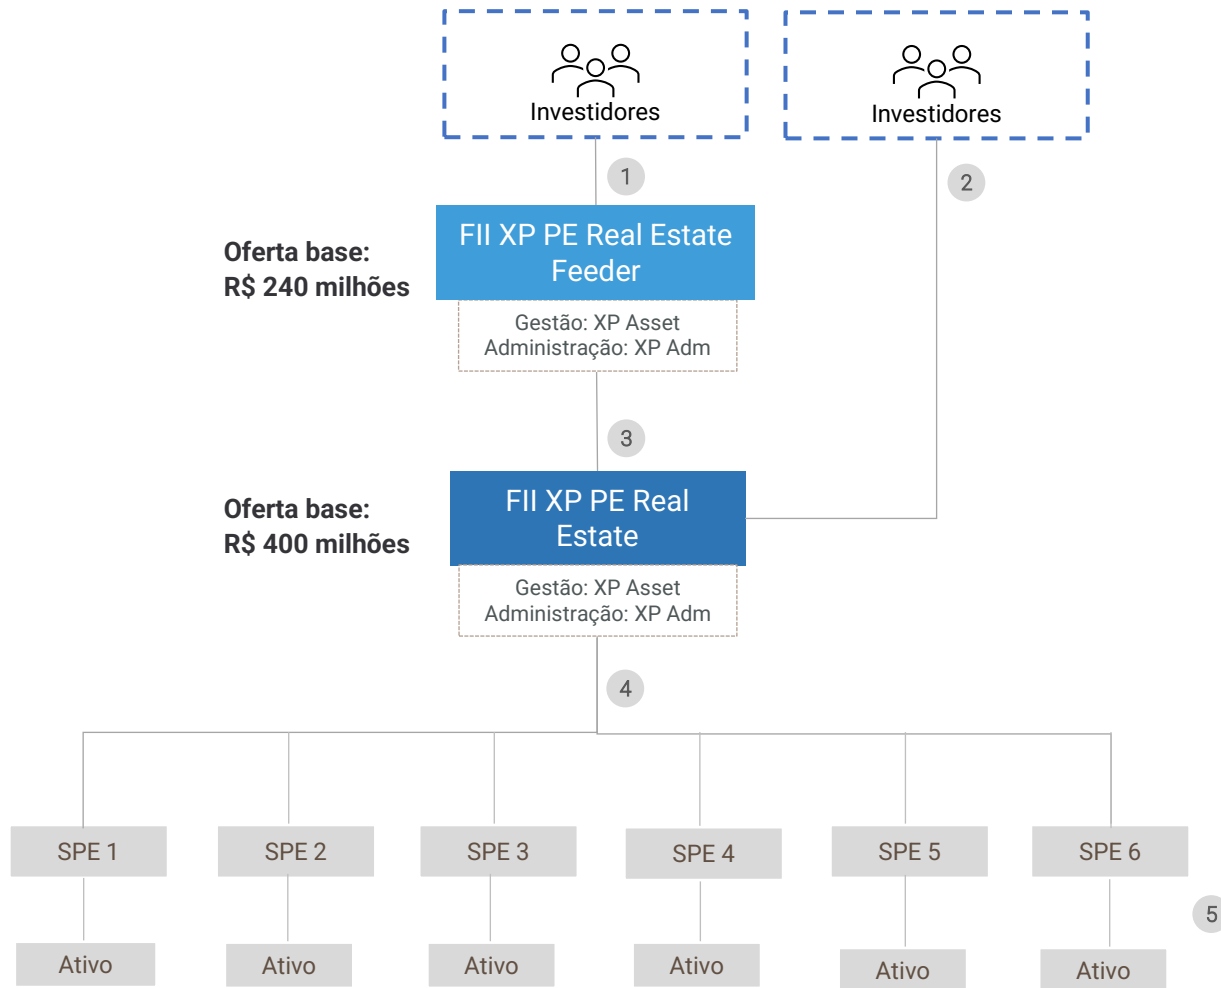 Investidores
Investidores
1
2
Oferta base:
R$ 240 milhões
FII XP PE Real Estate
Feeder
Gestão: XP Asset
Administração: XP Adm
3
Oferta base:
R$ 400 milhões
FII XP PE Real
Estate
Gestão: XP Asset
Administração: XP Adm
4
SPE 1
SPE 2
SPE 3
SPE 4
SPE 5
SPE 6
5
Ativo
Ativo
Ativo
Ativo
Ativo
Ativo